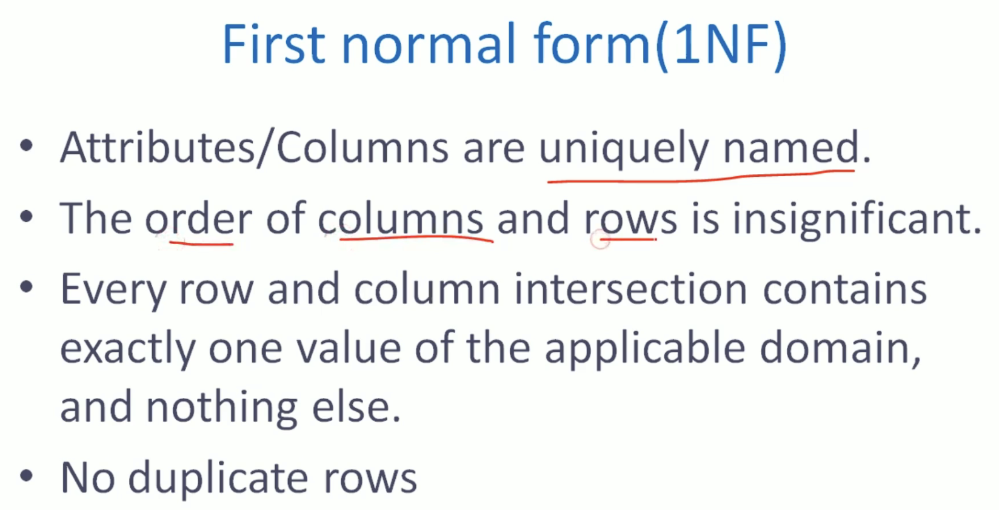 First normal form(1NF)
• Attributes/Columns are uniquely named.
• The order of columns and rows is insignificant.
• Every row and column intersection contains
exactly one value of the applicable domain,
and nothing else.
• No duplicate rows